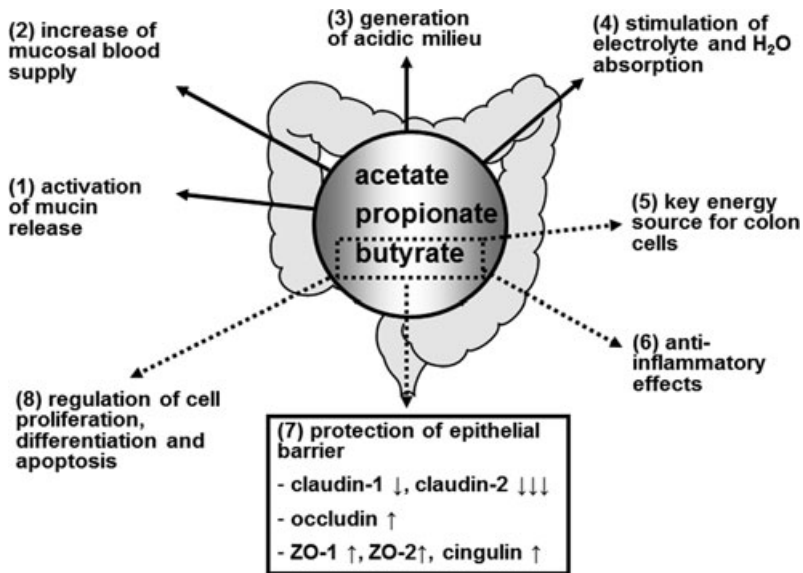 (1) activation
of mucin
release
(2) increase of
mucosal blood
supply
(3) generation
of acidic milieu
(4) stimulation of
electrolyte and H₂O
absorption
acetate
propionate
butyrate
(5) key energy
source for colon
cells
(6) anti-
inflammatory
effects
(7) protection of epithelial
barrier
- claudin-1 ↓, claudin-2 ↓↓↓
- occludin ↑
- ZO-1 ↑, ZO-2↑, cingulin ↑
(8) regulation of cell
proliferation,
differentiation and
apoptosis